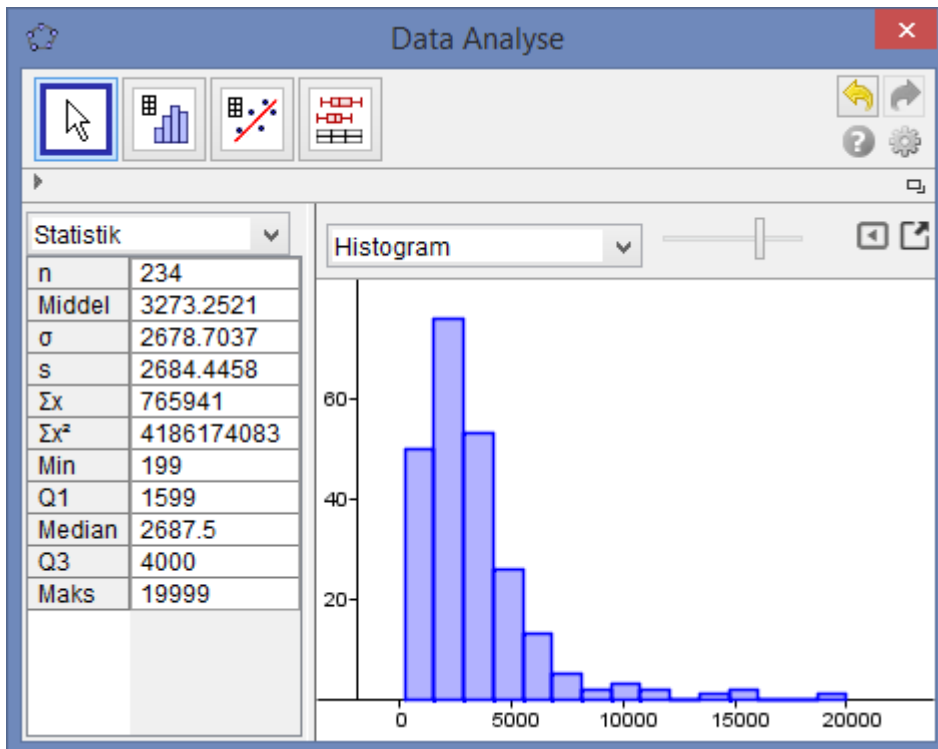 Data Analyse
Statistik
n 234
Middel 3273.2521
σ 2678.7037
s 2684.4458
Σx 765941
Σx² 4186174083
Min 199
Q1 1599
Median 2687.5
Q3 4000
Maks 19999
Histogram
60
40
20
0 5000 10000 15000 20000